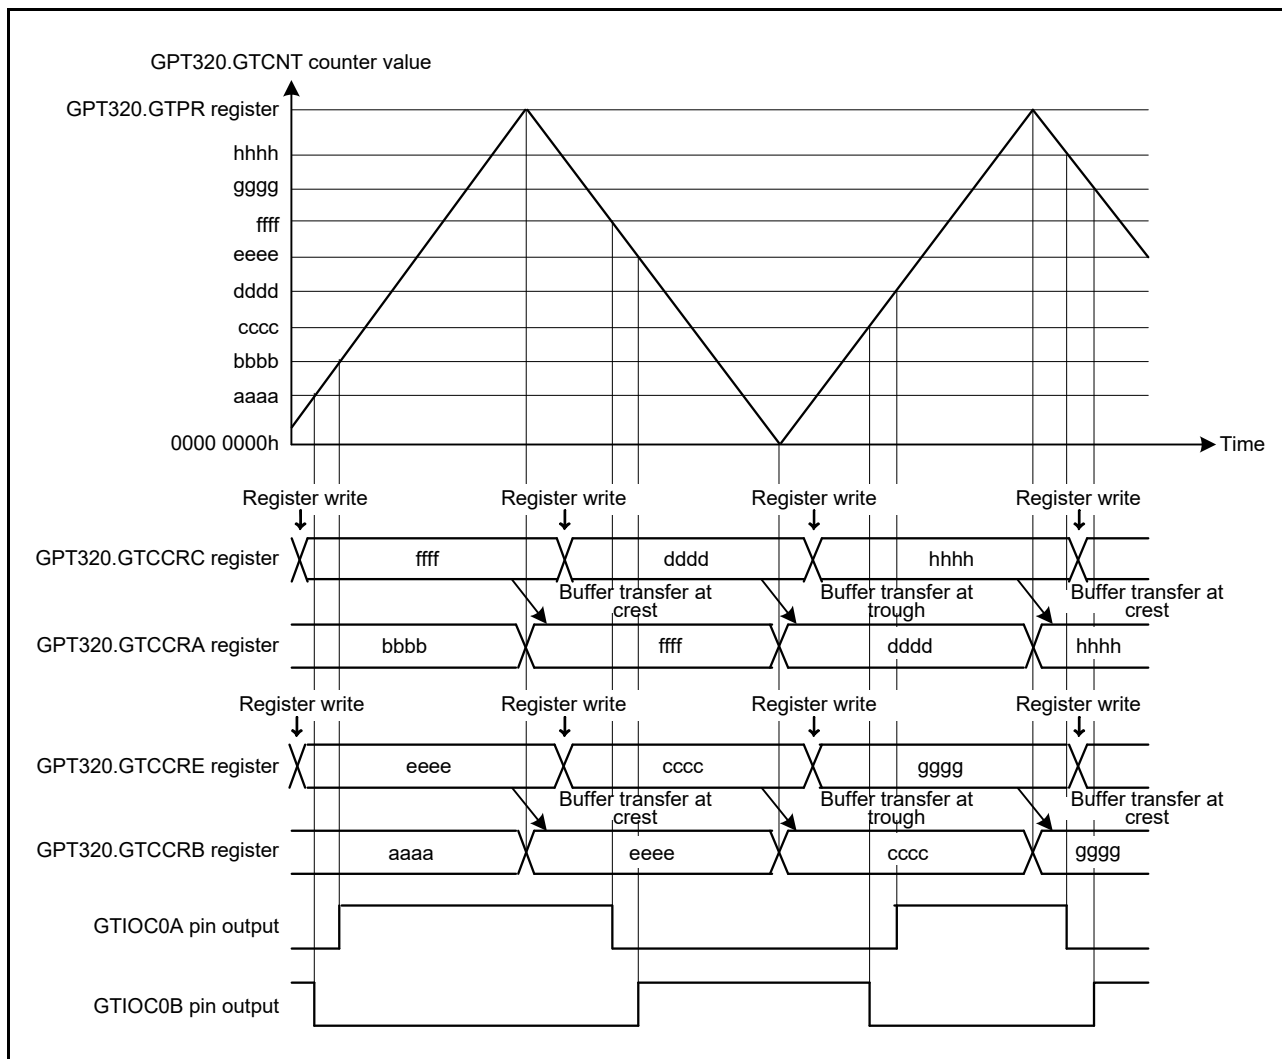 GPT320.GTCNT counter value
GPT320.GTPR register
hhhh
gggg
ffff
eeee
dddd
cccc
bbbb
aaaa
0000 0000h
Time
Register write Register write Register write Register write
GPT320.GTCCRC register ffff dddd hhhh
Buffer transfer at crest
Buffer transfer at trough
Buffer transfer at crest
GPT320.GTCCRA register bbbb ffff dddd hhhh
Register write Register write Register write Register write
GPT320.GTCCRE register eeee cccc gggg
Buffer transfer at crest
Buffer transfer at trough
Buffer transfer at crest
GPT320.GTCCRB register aaaa eeee cccc gggg
GTIOC0A pin output
GTIOC0B pin output